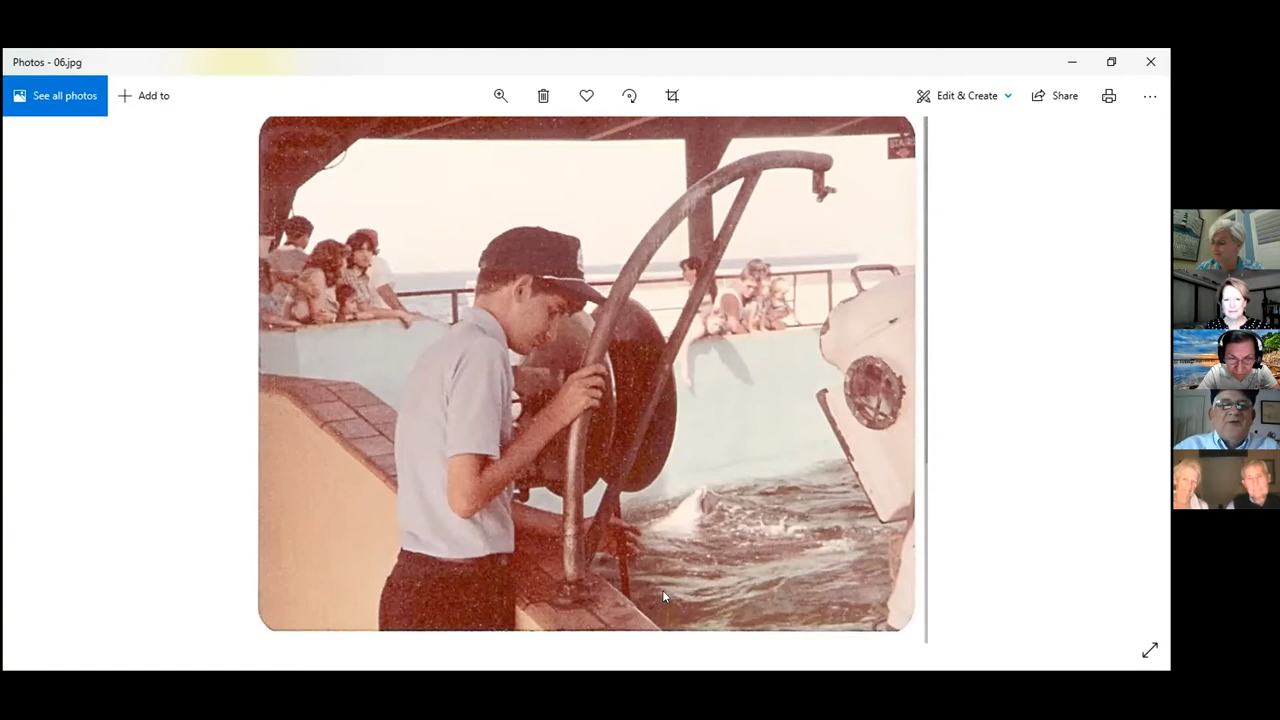 Photos - 06.jpg
See all photos
Add to
Edit & Create
Share